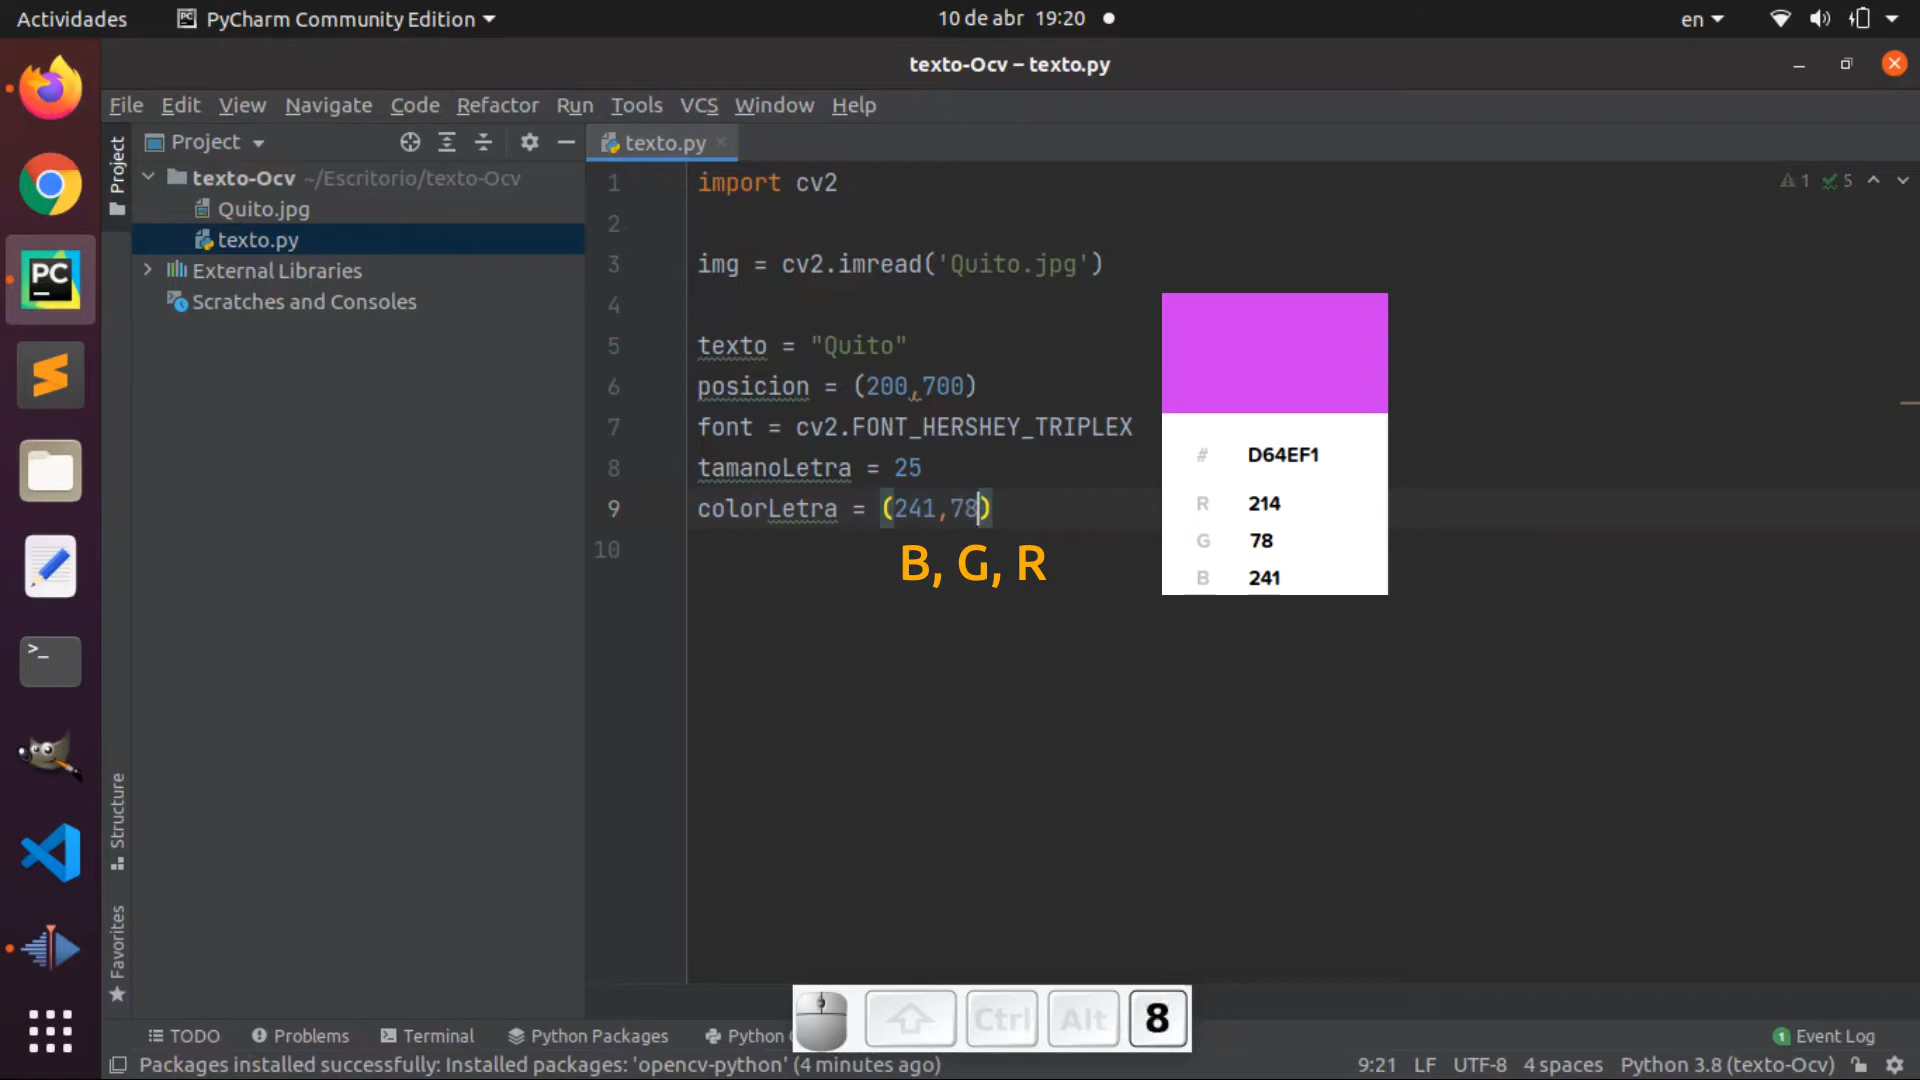 Actividades PyCharm Community Edition 10 de abr 19:20 en
texto-Ocv – texto.py
File Edit View Navigate Code Refactor Run Tools VCS Window Help
Project texto.py
Project
texto-Ocv ~/Escritorio/texto-Ocv
Quito.jpg
texto.py
External Libraries
Scratches and Consoles
1 import cv2
2
3 img = cv2.imread('Quito.jpg')
4
5 texto = "Quito"
6 posicion = (200,700)
7 font = cv2.FONT_HERSHEY_TRIPLEX
8 tamanoLetra = 25
9 colorLetra = (241,78)
10
1 5
B, G, R
# D64EF1
R 214
G 78
B 241
PC
>_
Structure
Favorites
Ctrl Alt 8
TODO Problems Terminal Python Packages Python Event Log
1
Packages installed successfully: Installed packages: 'opencv-python' (4 minutes ago) 9:21 LF UTF-8 4 spaces Python 3.8 (texto-Ocv)